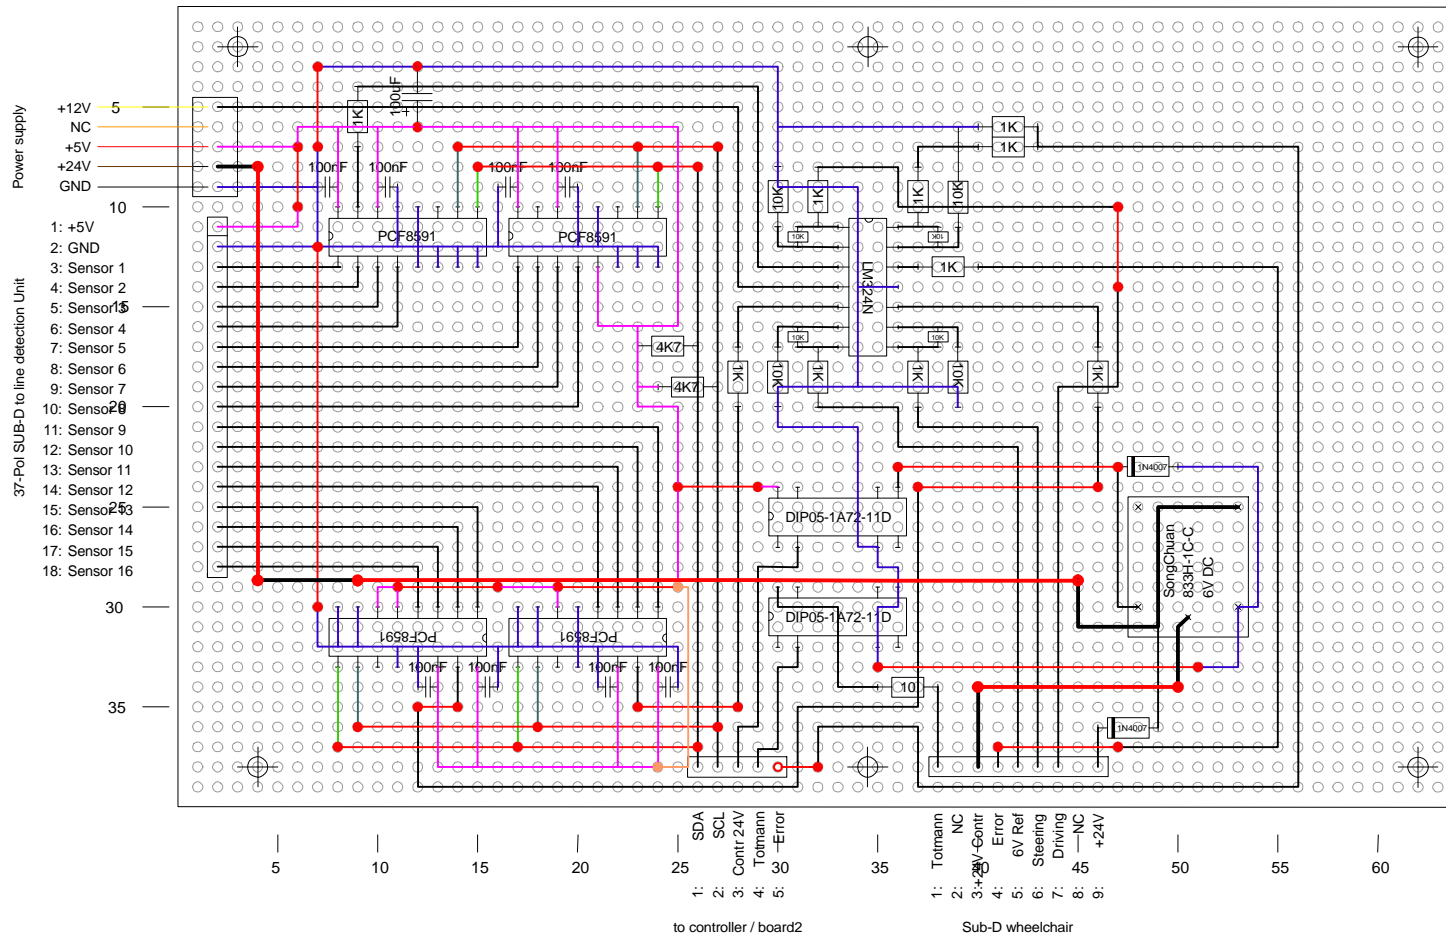 Power supply
+12V
NC
+5V
+24V
GND
37-Pol SUB-D to line detection Unit
1: +5V
2: GND
3: Sensor 1
4: Sensor 2
5: Sensor 3
6: Sensor 4
7: Sensor 5
8: Sensor 6
9: Sensor 7
10: Sensor 8
11: Sensor 9
12: Sensor 10
13: Sensor 11
14: Sensor 12
15: Sensor 13
16: Sensor 14
17: Sensor 15
18: Sensor 16
5
10
15
20
25
30
35
1K
100uF
100nF
100nF
100nF
100nF
PCF8591
PCF8591
1K
1K
10K
1K
1K
10K
10K
10K
LM324N
1K
10K
10K
4K7
4K7
1K
10K
1K
1K
10K
1K
1N4007
DIP05-1A72-11D
DIP05-1A72-11D
SongChuan
833H-1C-C
6V DC
PCF8591
PCF8591
100nF
100nF
100nF
100nF
10
1N4007
1: SDA
2: SCL
3: Contr 24V
4: Totmann
5: Error
1: Totmann
2: NC
3:+24V Contr
4: Error
5: 6V Ref
6: Steering
7: Driving
8: NC
9: +24V
5
10
15
20
25
30
35
40
45
50
55
60
to controller / board2
Sub-D wheelchair